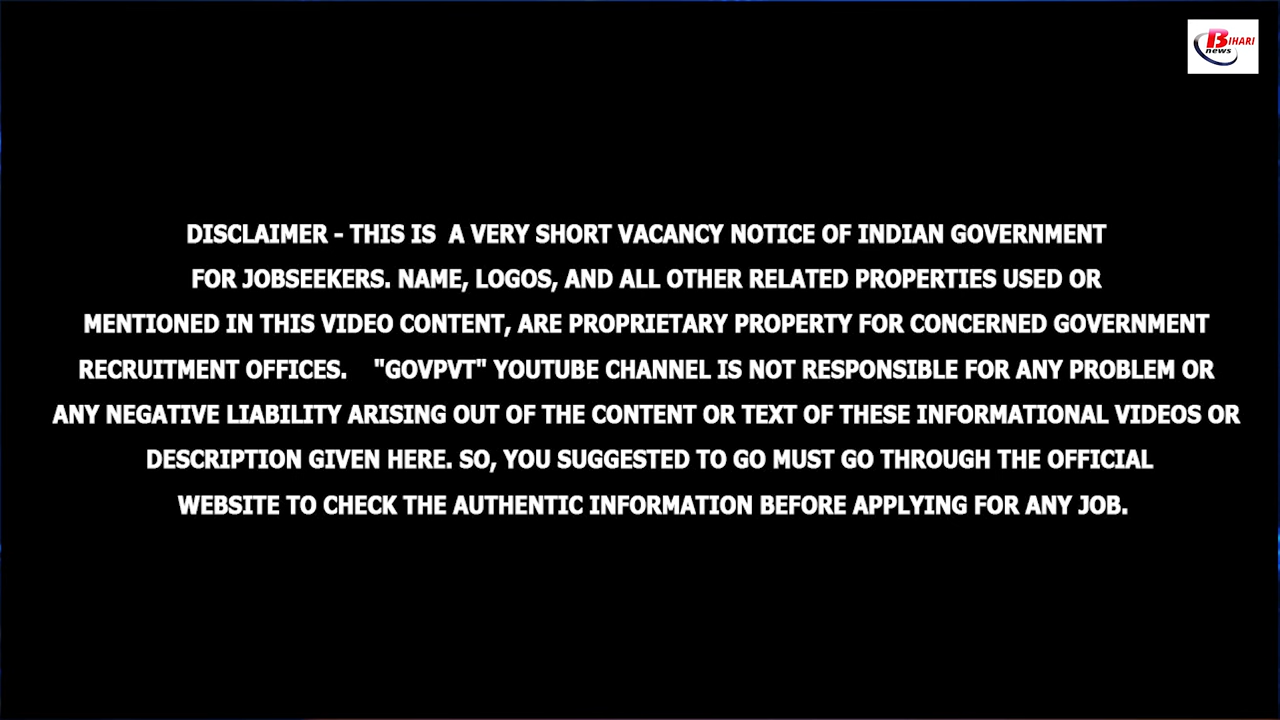 BIHARI
news
DISCLAIMER - THIS IS  A VERY SHORT VACANCY NOTICE OF INDIAN GOVERNMENT
FOR JOBSEEKERS. NAME, LOGOS, AND ALL OTHER RELATED PROPERTIES USED OR
MENTIONED IN THIS VIDEO CONTENT, ARE PROPRIETARY PROPERTY FOR CONCERNED GOVERNMENT
RECRUITMENT OFFICES.    "GOVPVT" YOUTUBE CHANNEL IS NOT RESPONSIBLE FOR ANY PROBLEM OR
ANY NEGATIVE LIABILITY ARISING OUT OF THE CONTENT OR TEXT OF THESE INFORMATIONAL VIDEOS OR
DESCRIPTION GIVEN HERE. SO, YOU SUGGESTED TO GO MUST GO THROUGH THE OFFICIAL
WEBSITE TO CHECK THE AUTHENTIC INFORMATION BEFORE APPLYING FOR ANY JOB.